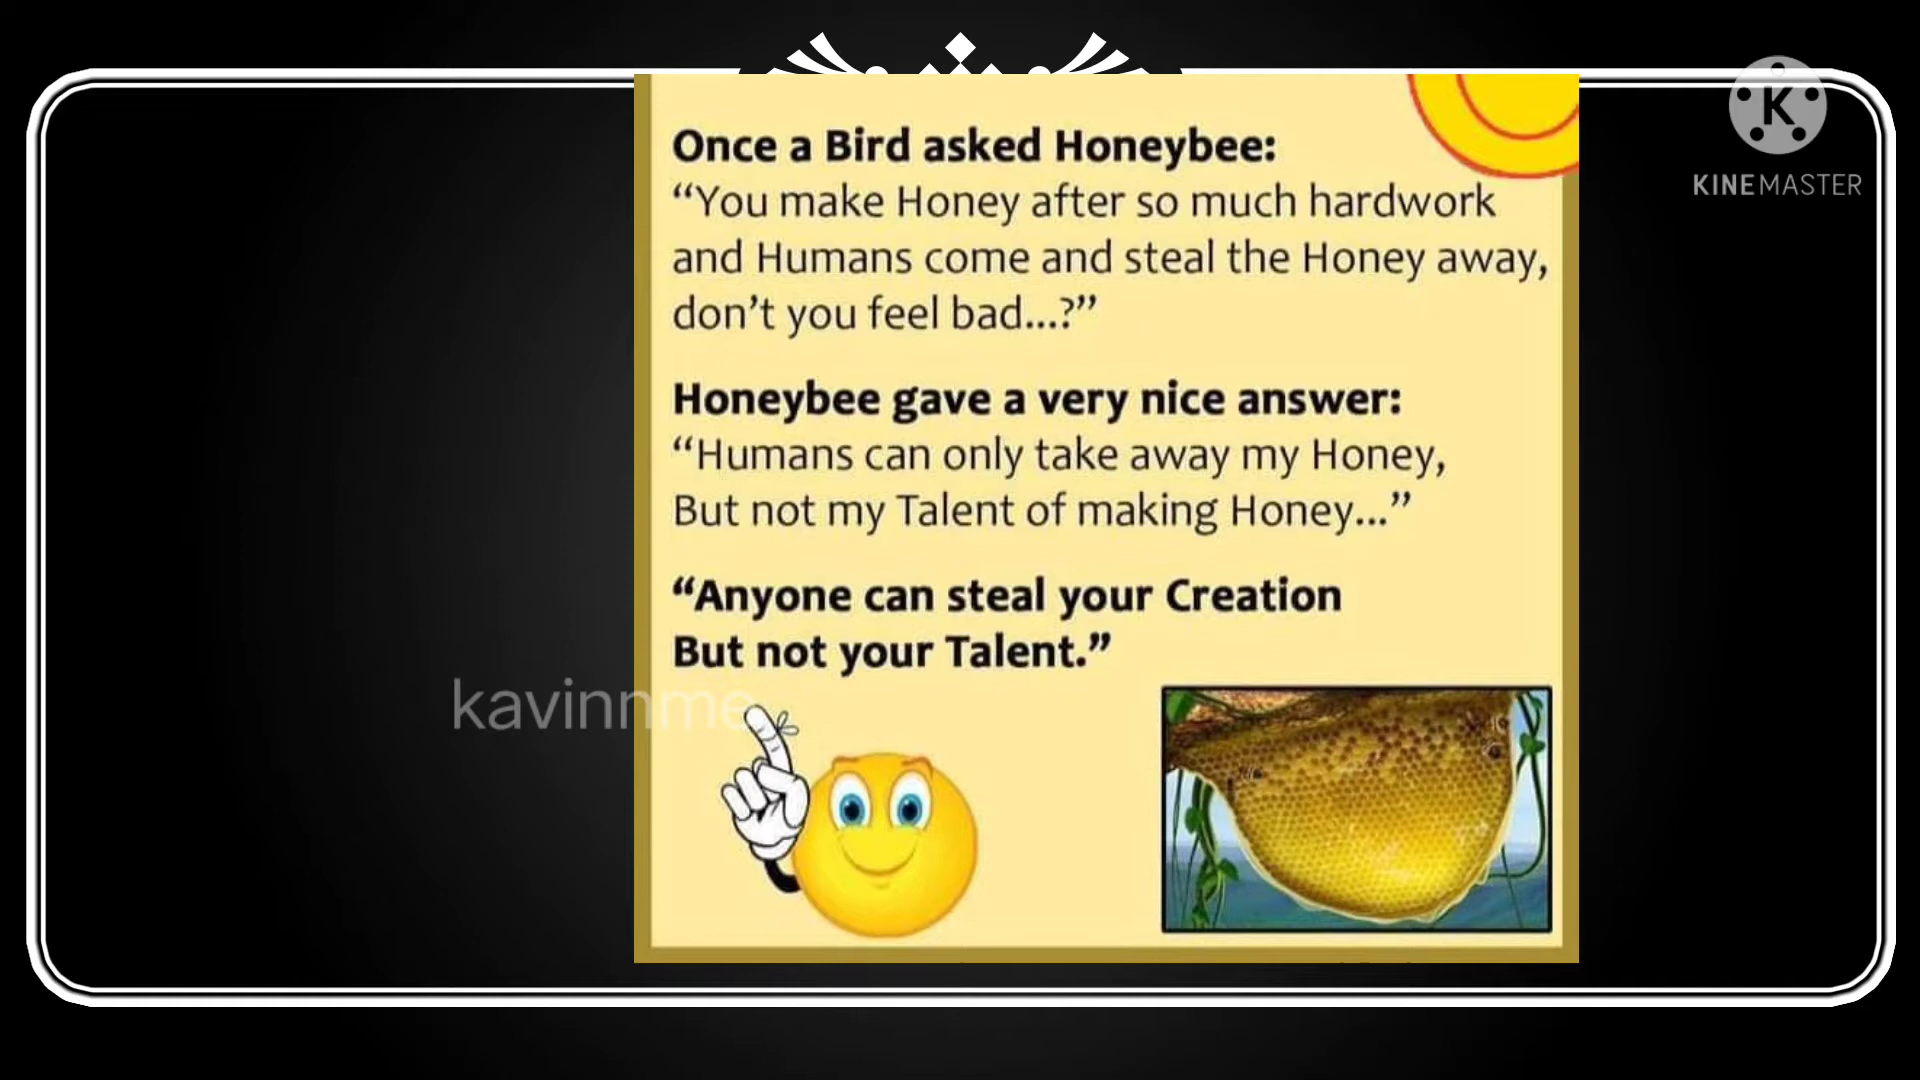 KINEMASTER
Once a Bird asked Honeybee:
“You make Honey after so much hardwork
and Humans come and steal the Honey away,
don’t you feel bad...?”
Honeybee gave a very nice answer:
“Humans can only take away my Honey,
But not my Talent of making Honey...”
“Anyone can steal your Creation
But not your Talent.”
kavinnme